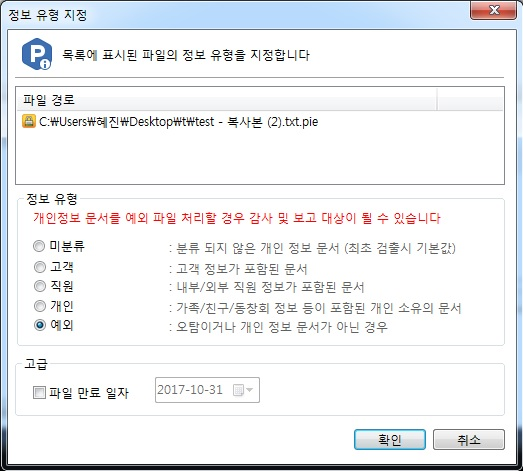 정보 유형 지정
목록에 표시된 파일의 정보 유형을 지정합니다
파일 경로
C:₩Users₩혜진₩Desktop₩t₩test - 복사본 (2).txt.pie
정보 유형
개인정보 문서를 예외 파일 처리할 경우 감사 및 보고 대상이 될 수 있습니다
미분류 : 분류 되지 않은 개인 정보 문서 (최초 검출시 기본값)
고객 : 고객 정보가 포함된 문서
직원 : 내부/외부 직원 정보가 포함된 문서
개인 : 가족/친구/동창회 정보 등이 포함된 개인 소유의 문서
예외 : 오탐이거나 개인 정보 문서가 아닌 경우
고급
파일 만료 일자 2017-10-31
확인 취소